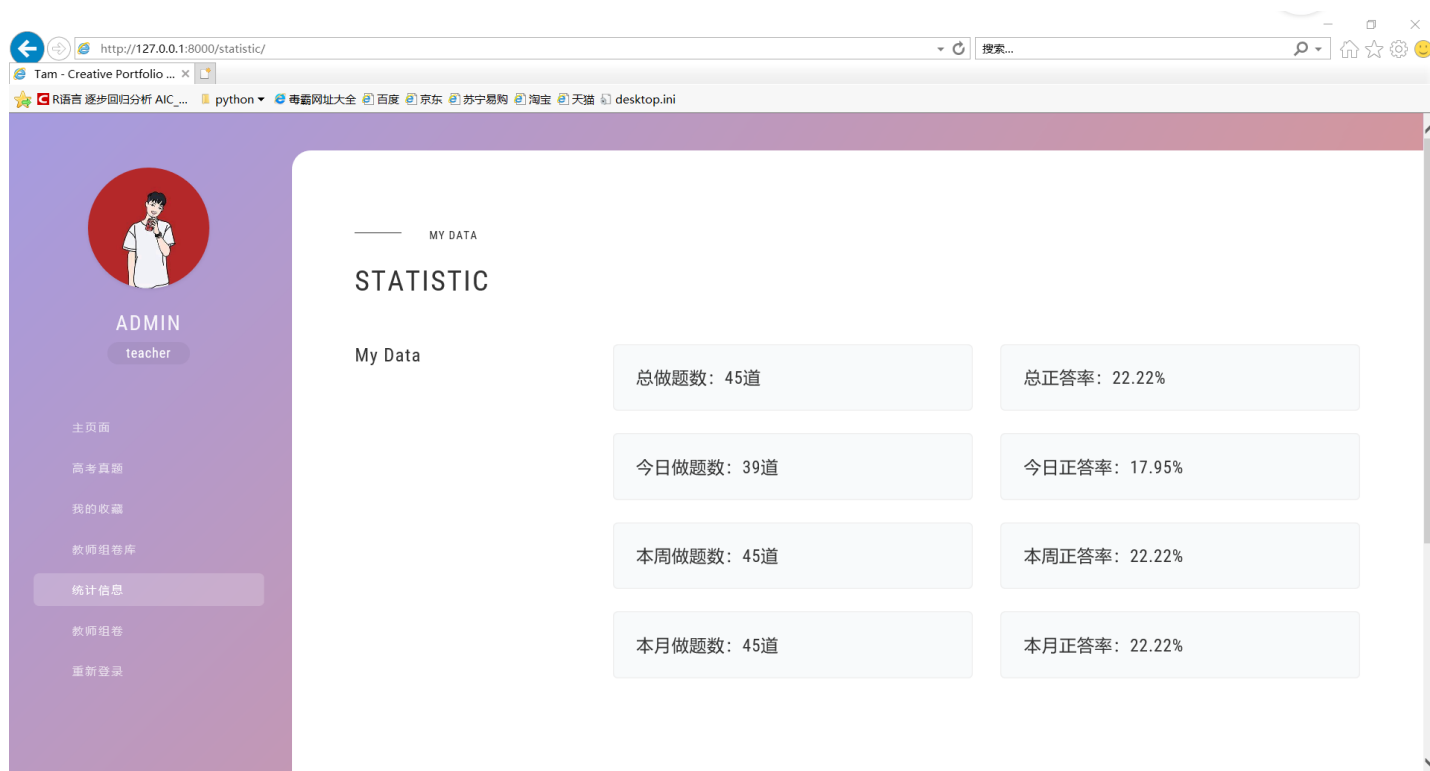 http://127.0.0.1:8000/statistic/
搜索...
Tam - Creative Portfolio ...
R语言 逐步回归分析 AIC_...
python
毒霸网址大全
百度
京东
苏宁易购
淘宝
天猫
desktop.ini
ADMIN
teacher
主页面
高考真题
我的收藏
教师组卷库
统计信息
教师组卷
重新登录
MY DATA
STATISTIC
My Data
总做题数：45道
总正答率：22.22%
今日做题数：39道
今日正答率：17.95%
本周做题数：45道
本周正答率：22.22%
本月做题数：45道
本月正答率：22.22%